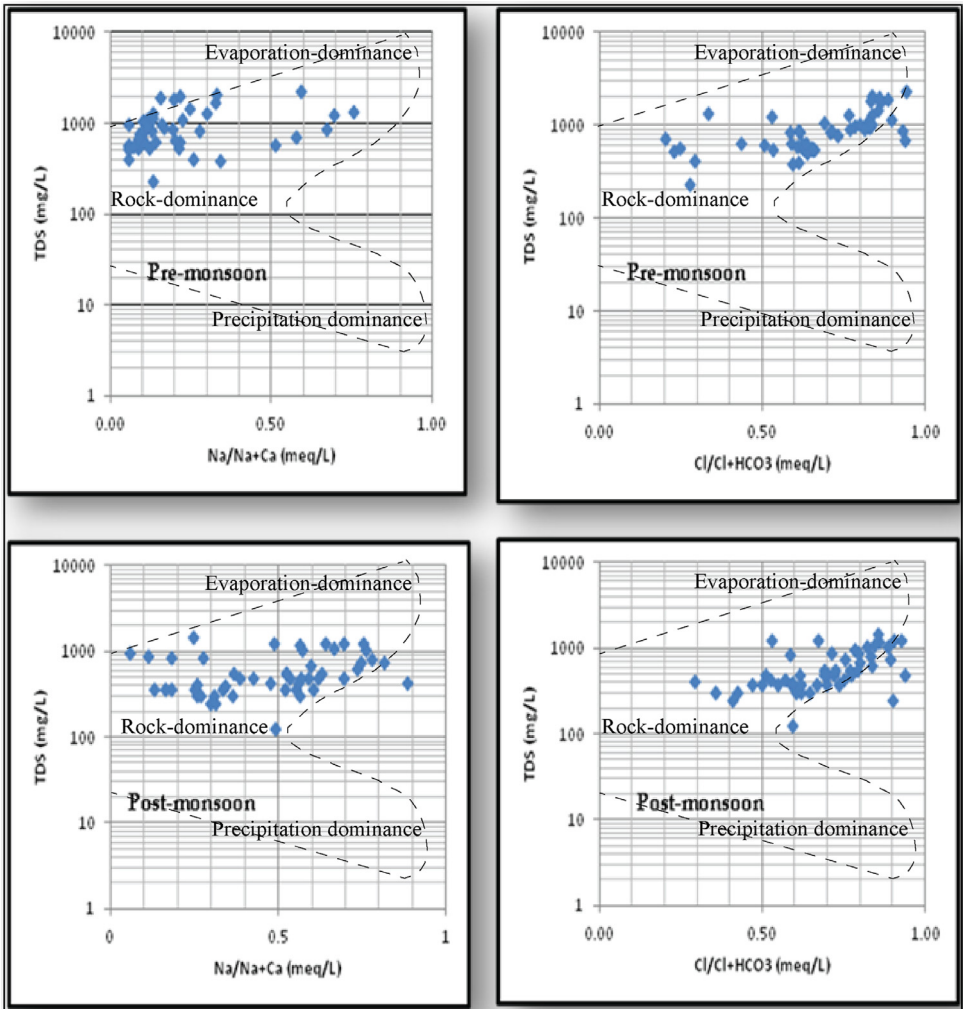 10000
Evaporation-dominance
1000
TDS (mg/L)
Rock-dominance
100
Pre-monsoon
10
Precipitation dominance
1
0.00 0.50 1.00
Na/Na+Ca (meq/L)
10000
Evaporation-dominance
1000
TDS (mg/L)
Rock-dominance
100
Pre-monsoon
10
Precipitation dominance
1
0.00 0.50 1.00
Cl/Cl+HCO3 (meq/L)
10000
Evaporation-dominance
1000
TDS (mg/L)
Rock-dominance
100
Post-monsoon
10
Precipitation dominance
1
0 0.5 1
Na/Na+Ca (meq/L)
10000
Evaporation-dominance
1000
TDS (mg/L)
Rock-dominance
100
Post-monsoon
10
Precipitation dominance
1
0.00 0.50 1.00
Cl/Cl+HCO3 (meq/L)